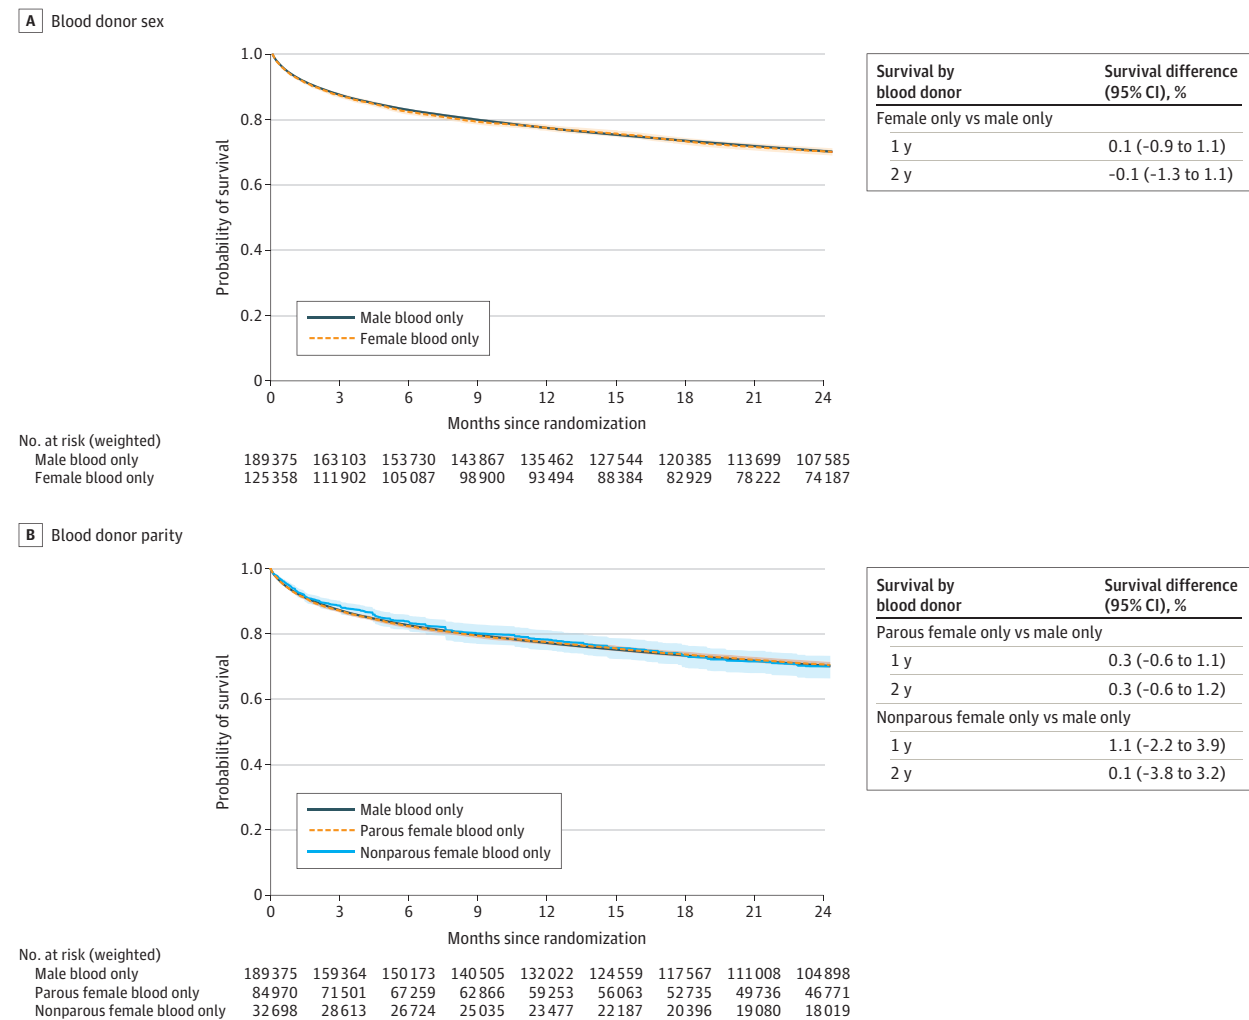 A Blood donor sex
1.0
0.8
0.6
0.4
0.2
0
Probability of survival
Male blood only
Female blood only
0 3 6 9 12 15 18 21 24
Months since randomization
Survival by blood donor Survival difference (95% CI), %
Female only vs male only
1 y 0.1 (-0.9 to 1.1)
2 y -0.1 (-1.3 to 1.1)
No. at risk (weighted)
Male blood only 189375 163103 153730 143867 135462 127544 120385 113699 107585
Female blood only 125358 111902 105087 98900 93494 88384 82929 78222 74187
B Blood donor parity
1.0
0.8
0.6
0.4
0.2
0
Probability of survival
Male blood only
Parous female blood only
Nonparous female blood only
0 3 6 9 12 15 18 21 24
Months since randomization
Survival by blood donor Survival difference (95% CI), %
Parous female only vs male only
1 y 0.3 (-0.6 to 1.1)
2 y 0.3 (-0.6 to 1.2)
Nonparous female only vs male only
1 y 1.1 (-2.2 to 3.9)
2 y 0.1 (-3.8 to 3.2)
No. at risk (weighted)
Male blood only 189375 159364 150173 140505 132022 124559 117567 111008 104898
Parous female blood only 84970 71501 67259 62866 59253 56063 52735 49736 46771
Nonparous female blood only 32698 28613 26724 25035 23477 22187 20396 19080 18019